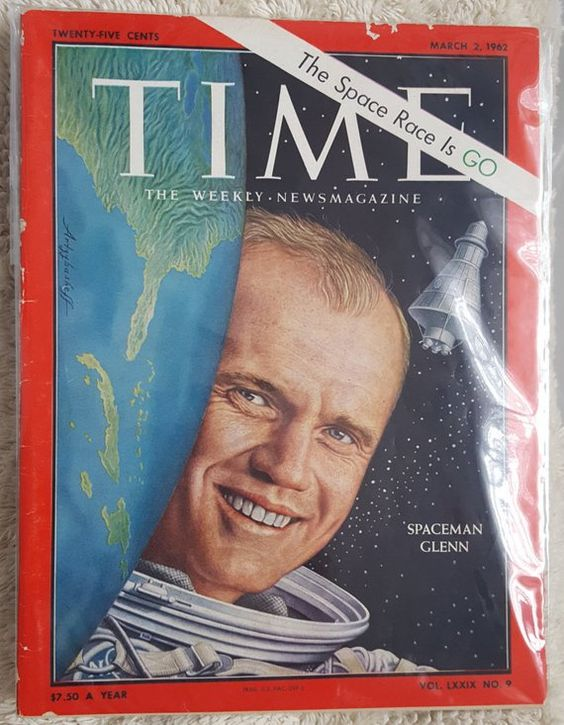 TWENTY-FIVE CENTS
MARCH 2, 1962
The Space Race Is GO
TIME
THE WEEKLY NEWSMAGAZINE
Artzybasheff
SPACEMAN
GLENN
$7.50 A YEAR
VOL. LXXIX NO. 9